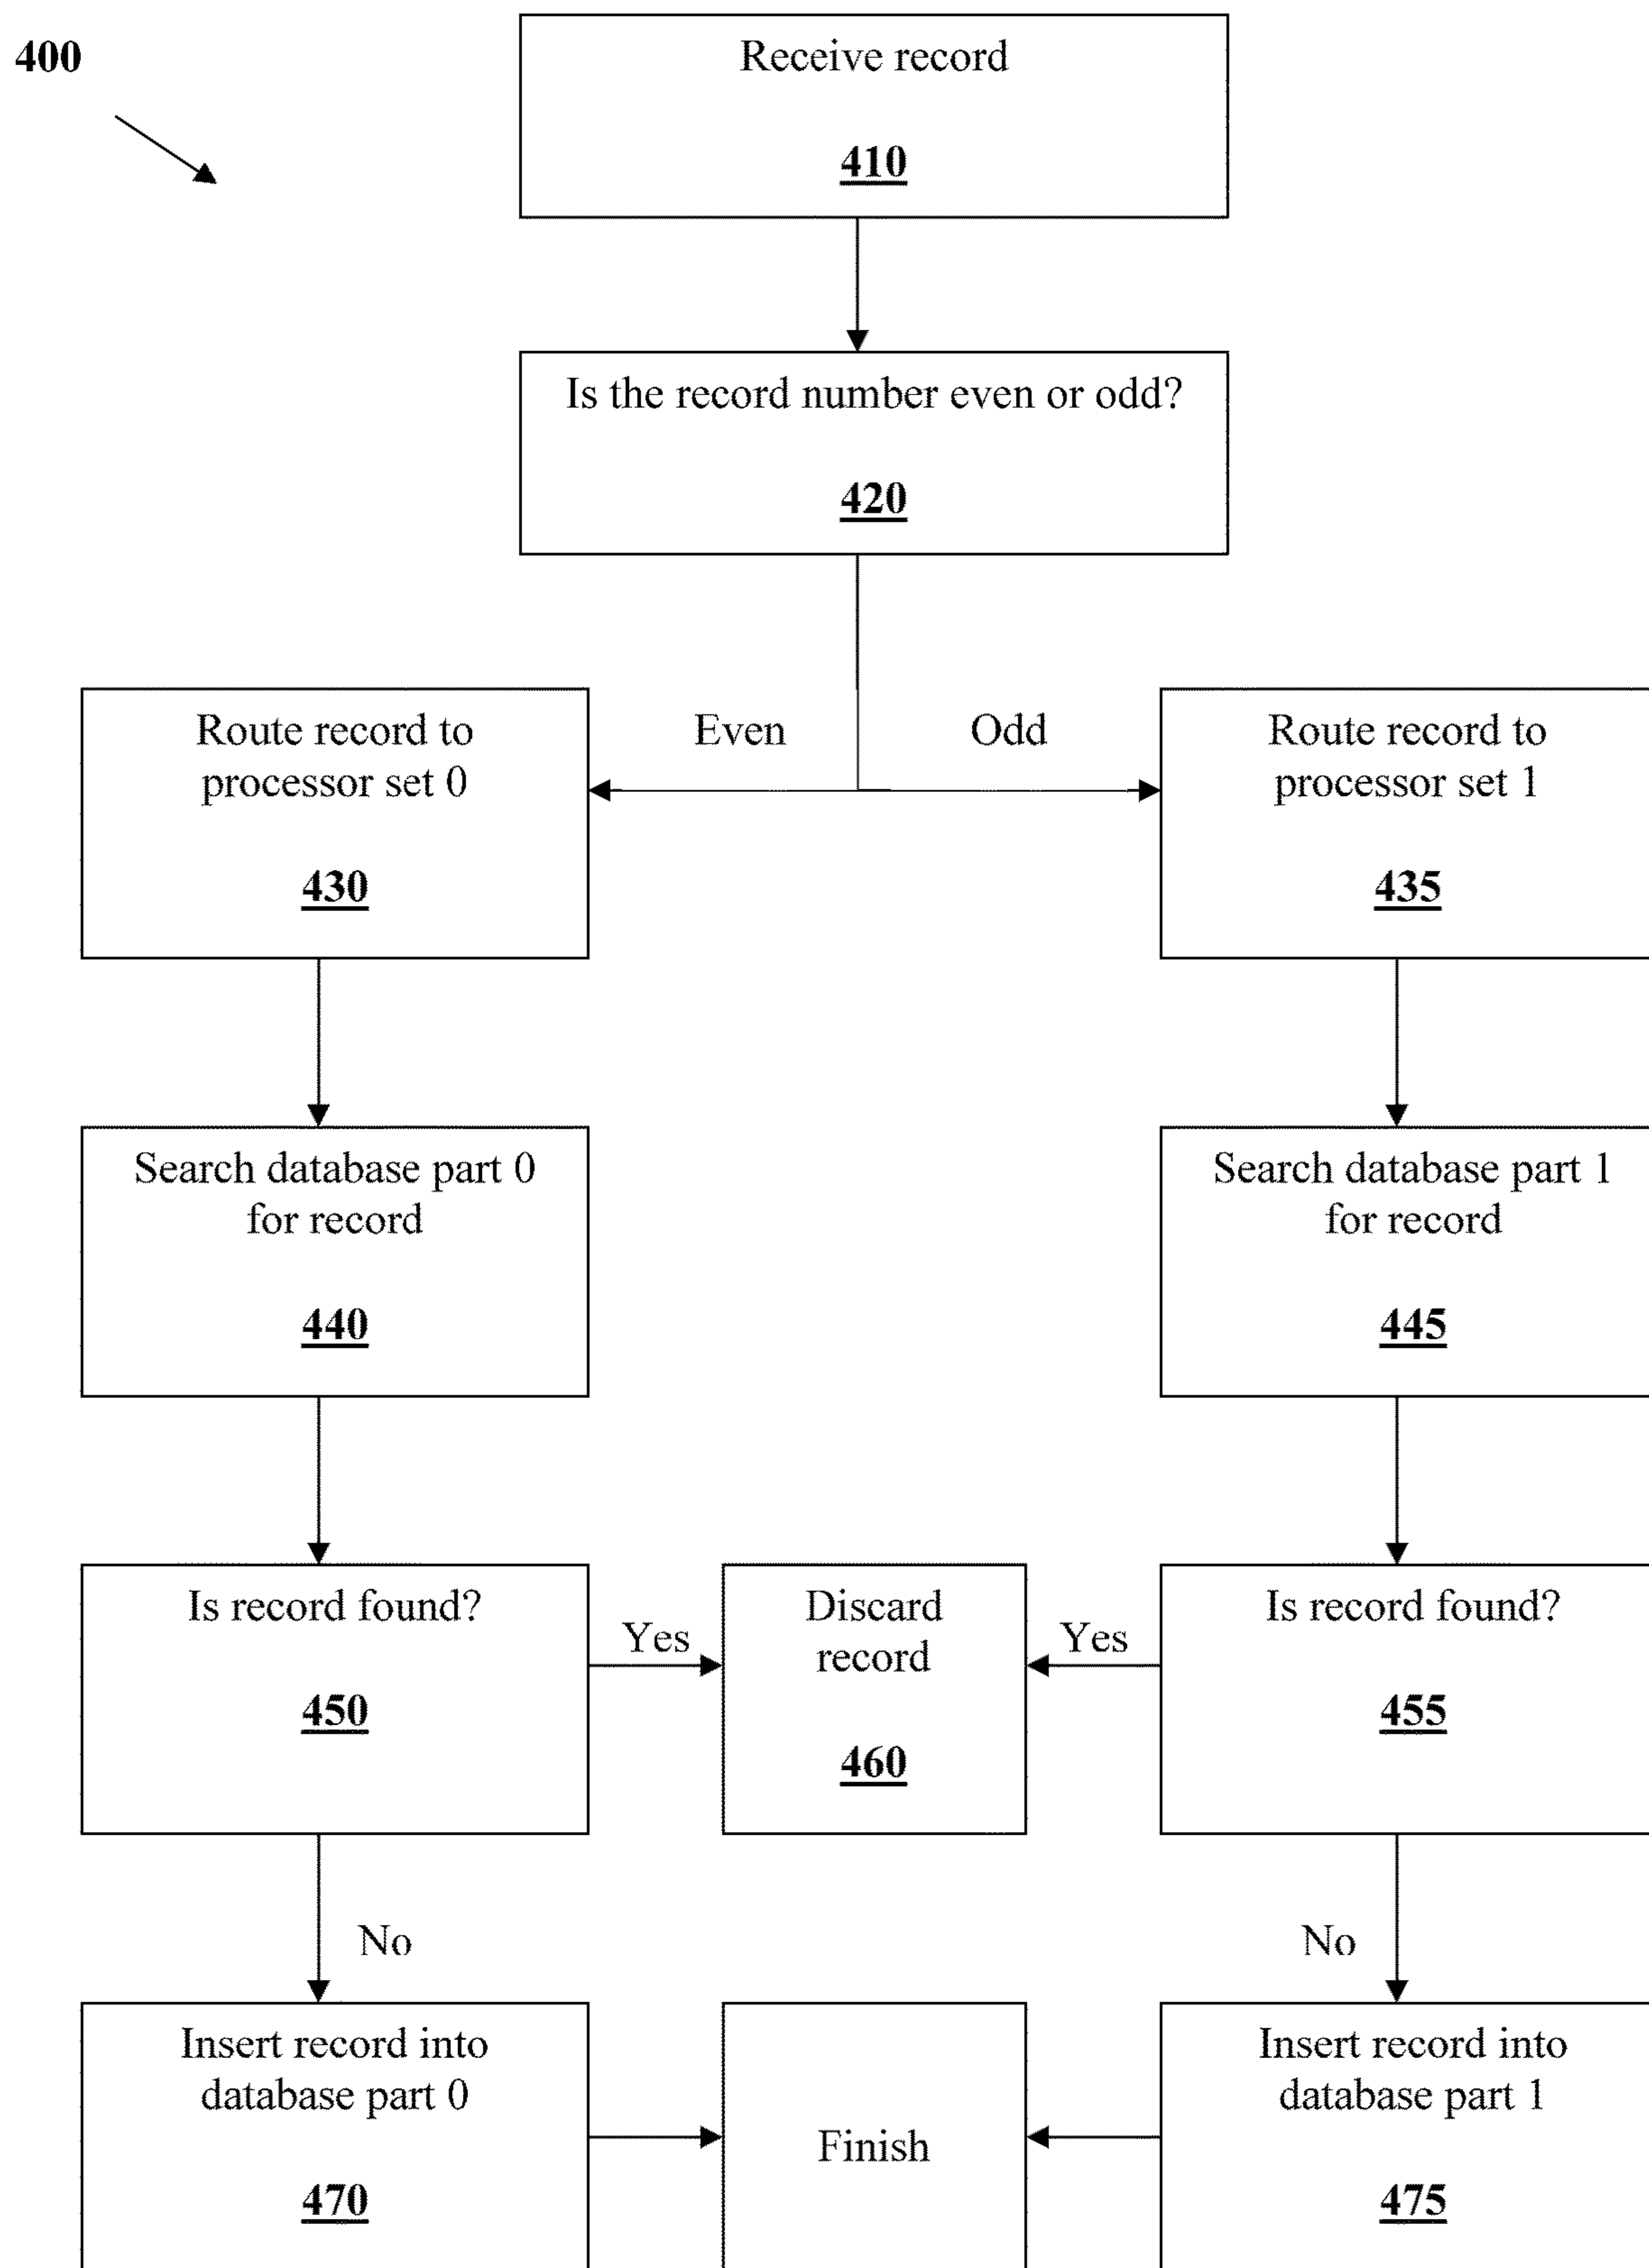 400
Receive record
410
Is the record number even or odd?
420
Even
Odd
Route record to
processor set 0
430
Route record to
processor set 1
435
Search database part 0
for record
440
Search database part 1
for record
445
Is record found?
450
Yes
Discard
record
460
Yes
Is record found?
455
No
No
Insert record into
database part 0
470
Finish
Insert record into
database part 1
475